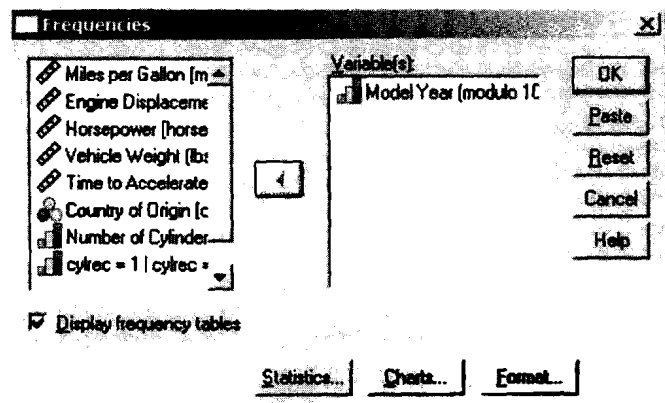 Frequencies
Miles per Gallon [m
Engine Displaceme
Horsepower [horse
Vehicle Weight (lbs
Time to Accelerate
Country of Origin [c
Number of Cylinder
cylrec = 1 | cylrec =
Display frequency tables
Variable(s):
Model Year (modulo 10
OK
Paste
Reset
Cancel
Help
Statistics...
Charts...
Format...